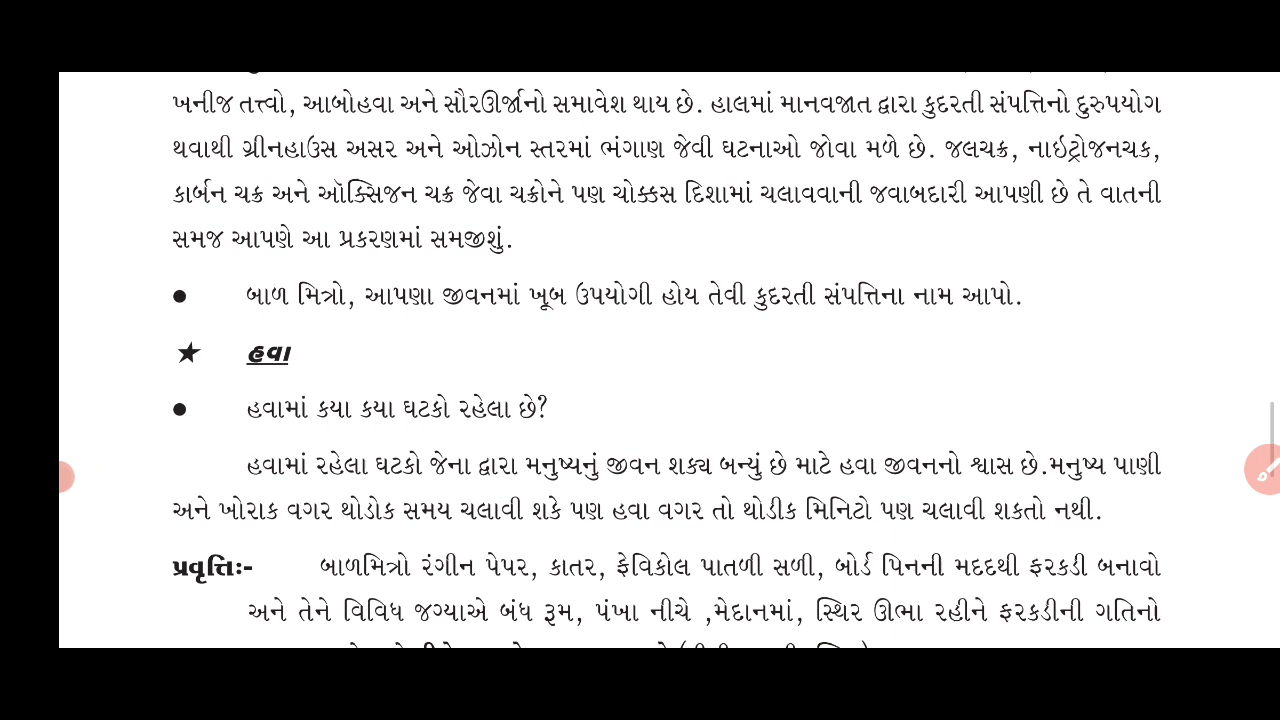 ખનીજ તત્ત્વો, આબોહવા અને સૌરઊર્જાનો સમાવેશ થાય છે. હાલમાં માનવજાત દ્વારા કુદરતી સંપત્તિનો દુરુપયોગ
થવાથી ગ્રીનહાઉસ અસર અને ઓઝોન સ્તરમાં ભંગાણ જેવી ઘટનાઓ જોવા મળે છે. જલચક્ર, નાઇટ્રોજનચક્ર,
કાર્બન ચક્ર અને ઑક્સિજન ચક્ર જેવા ચક્રોને પણ ચોક્કસ દિશામાં ચલાવવાની જવાબદારી આપણી છે તે વાતની
સમજ આપણે આ પ્રકરણમાં સમજીશું.
● બાળ મિત્રો, આપણા જીવનમાં ખૂબ ઉપયોગી હોય તેવી કુદરતી સંપત્તિના નામ આપો.
★ હવા
● હવામાં કયા કયા ઘટકો રહેલા છે?
હવામાં રહેલા ઘટકો જેના દ્વારા મનુષ્યનું જીવન શક્ય બન્યું છે માટે હવા જીવનનો શ્વાસ છે.મનુષ્ય પાણી
અને ખોરાક વગર થોડોક સમય ચલાવી શકે પણ હવા વગર તો થોડીક મિનિટો પણ ચલાવી શકતો નથી.
પ્રવૃત્તિઃ- બાળમિત્રો રંગીન પેપર, કાતર, ફેવિકોલ પાતળી સળી, બોર્ડ પિનની મદદથી ફરકડી બનાવો
અને તેને વિવિધ જગ્યાએ બંધ રૂમ, પંખા નીચે ,મેદાનમાં, સ્થિર ઊભા રહીને ફરકડીની ગતિનો